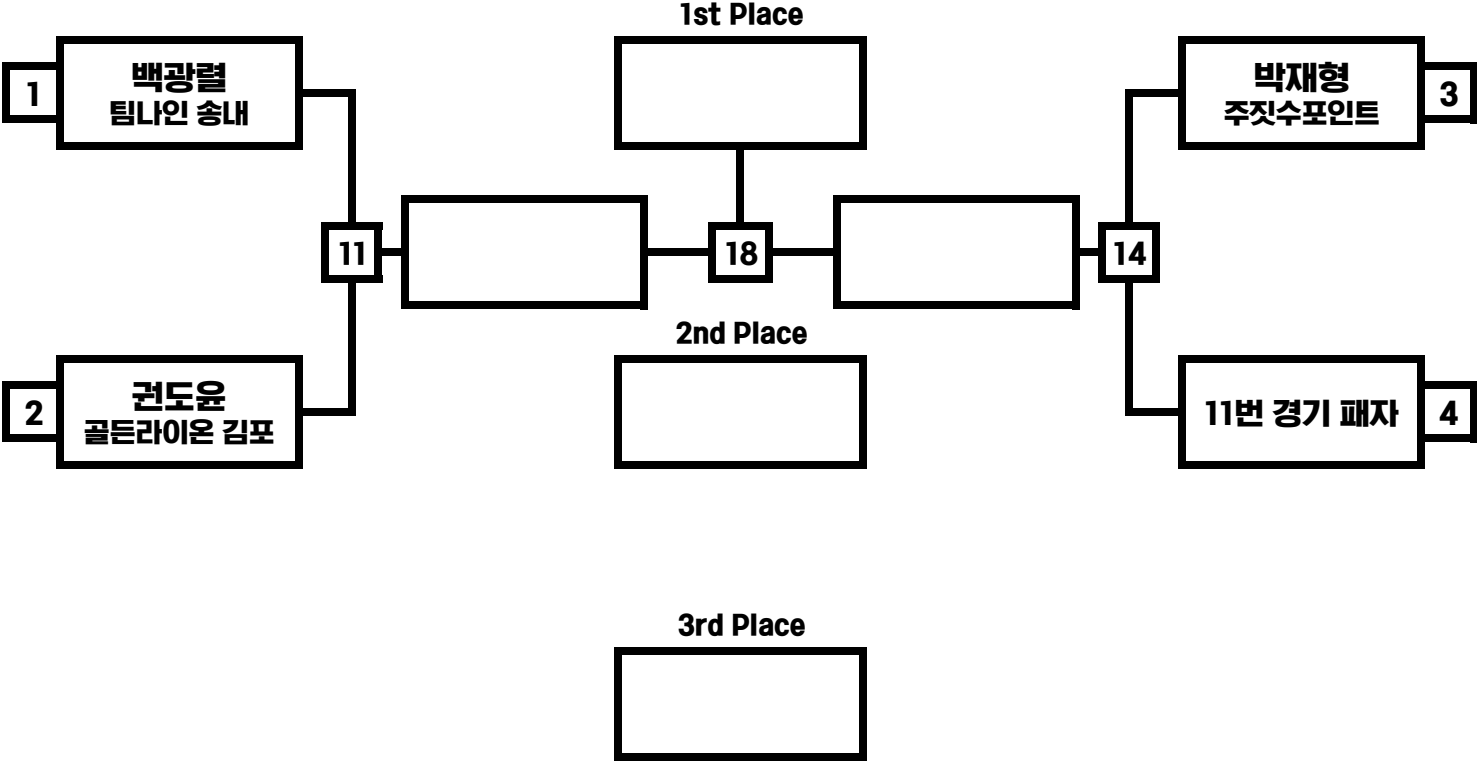 1st Place
1
백광렬
팀나인 송내
박재형
주짓수포인트
3
11
18
14
2nd Place
2
권도윤
골든라이온 김포
11번 경기 패자
4
3rd Place